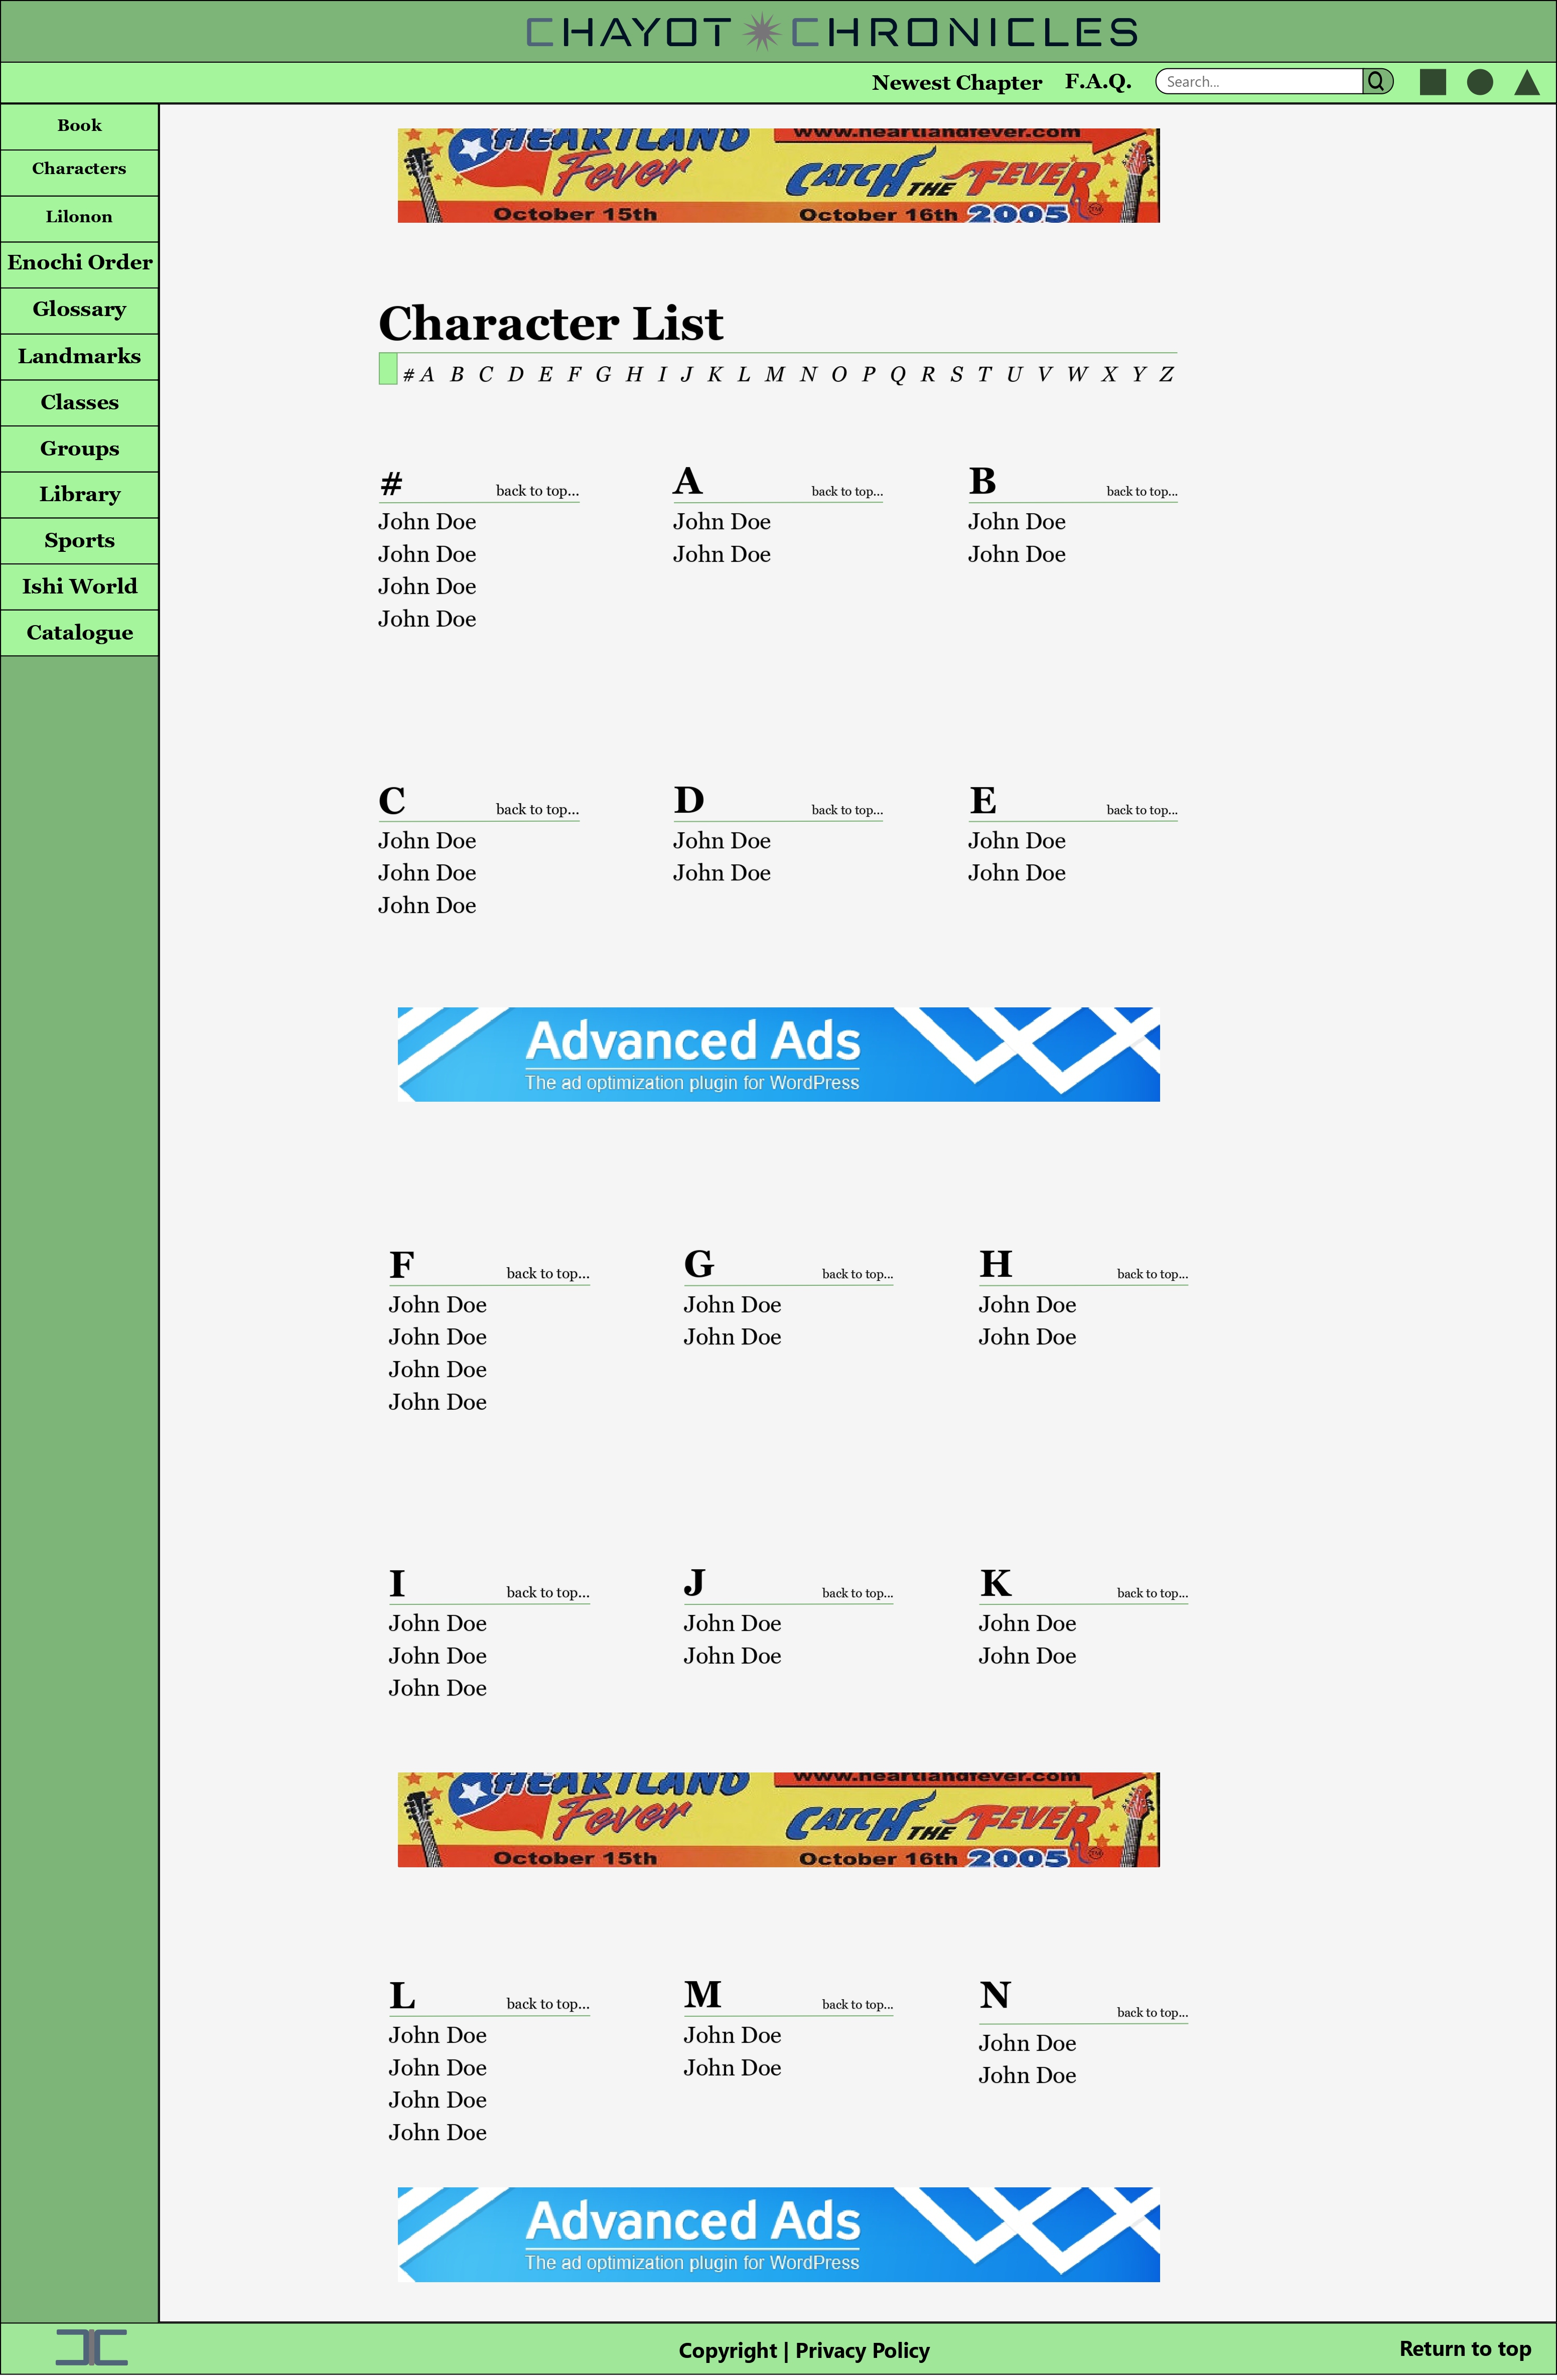 CHAYOT CHRONICLES
Newest Chapter F.A.Q. Search...
Book
Characters
Lilonon
Enochi Order
Glossary
Landmarks
Classes
Groups
Library
Sports
Ishi World
Catalogue
HEARTLAND Fever
October 15th
www.heartlandfever.com
CATCH THE FEVER
October 16th 2005 TM
Character List
# A B C D E F G H I J K L M N O P Q R S T U V W X Y Z
# back to top...
John Doe
John Doe
John Doe
John Doe
A back to top...
John Doe
John Doe
B back to top...
John Doe
John Doe
C back to top...
John Doe
John Doe
John Doe
D back to top...
John Doe
John Doe
E back to top...
John Doe
John Doe
Advanced Ads
The ad optimization plugin for WordPress
F back to top...
John Doe
John Doe
John Doe
John Doe
G back to top...
John Doe
John Doe
H back to top...
John Doe
John Doe
I back to top...
John Doe
John Doe
John Doe
J back to top...
John Doe
John Doe
K back to top...
John Doe
John Doe
HEARTLAND Fever
October 15th
www.heartlandfever.com
CATCH THE FEVER
October 16th 2005 TM
L back to top...
John Doe
John Doe
John Doe
John Doe
M back to top...
John Doe
John Doe
N back to top...
John Doe
John Doe
Advanced Ads
The ad optimization plugin for WordPress
Copyright | Privacy Policy
Return to top